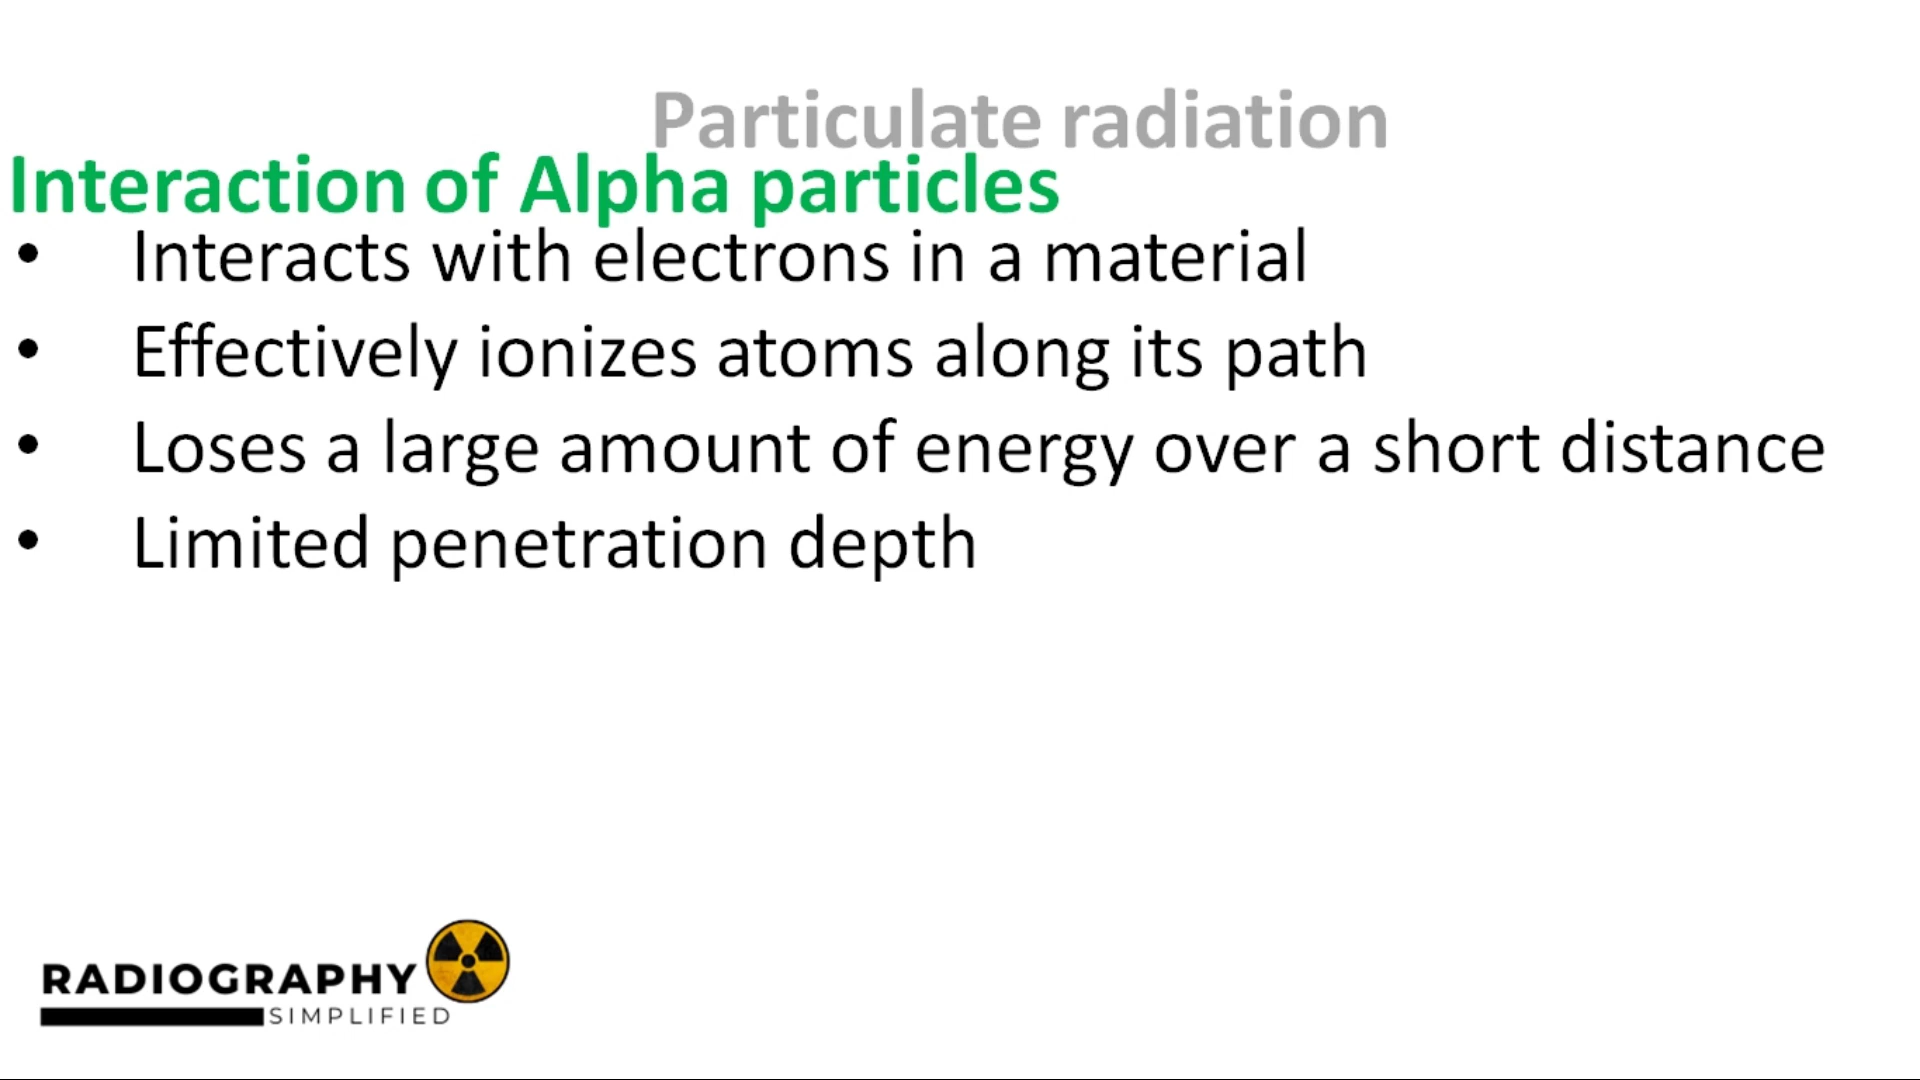 Particulate radiation
Interaction of Alpha particles
• Interacts with electrons in a material
• Effectively ionizes atoms along its path
• Loses a large amount of energy over a short distance
• Limited penetration depth
RADIOGRAPHY
SIMPLIFIED